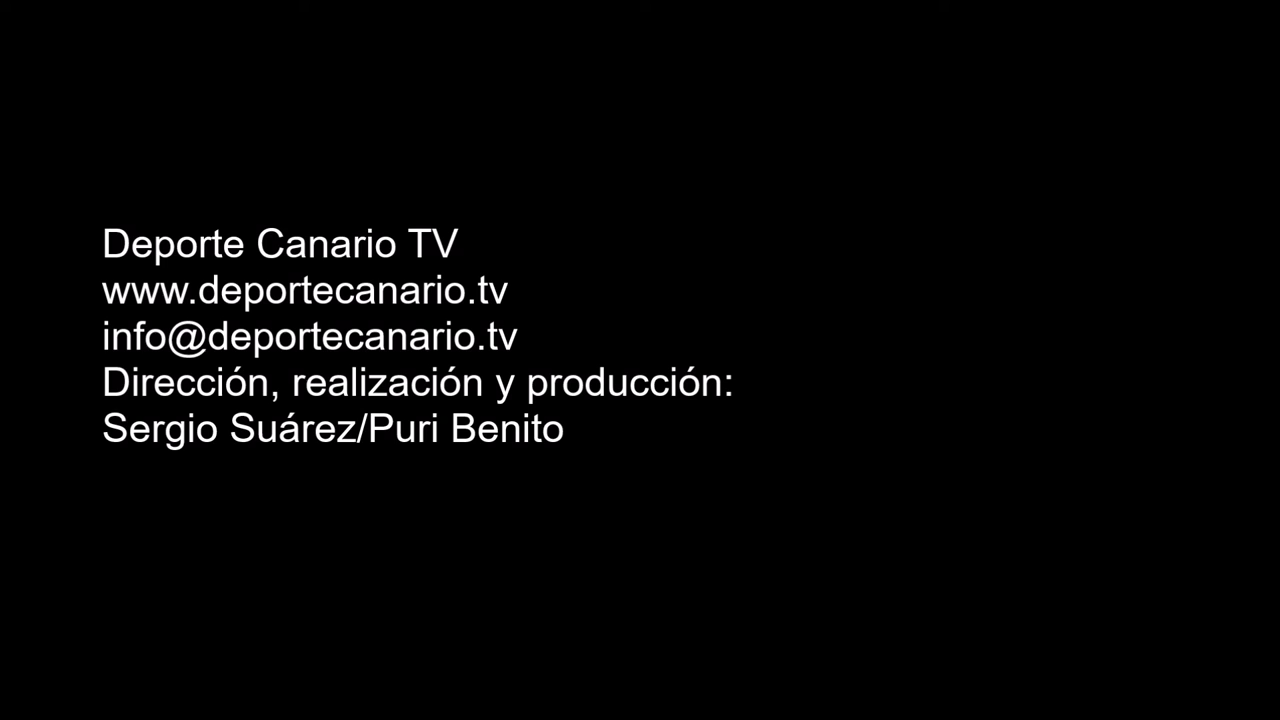 Deporte Canario TV
www.deportecanario.tv
info@deportecanario.tv
Dirección, realización y producción:
Sergio Suárez/Puri Benito